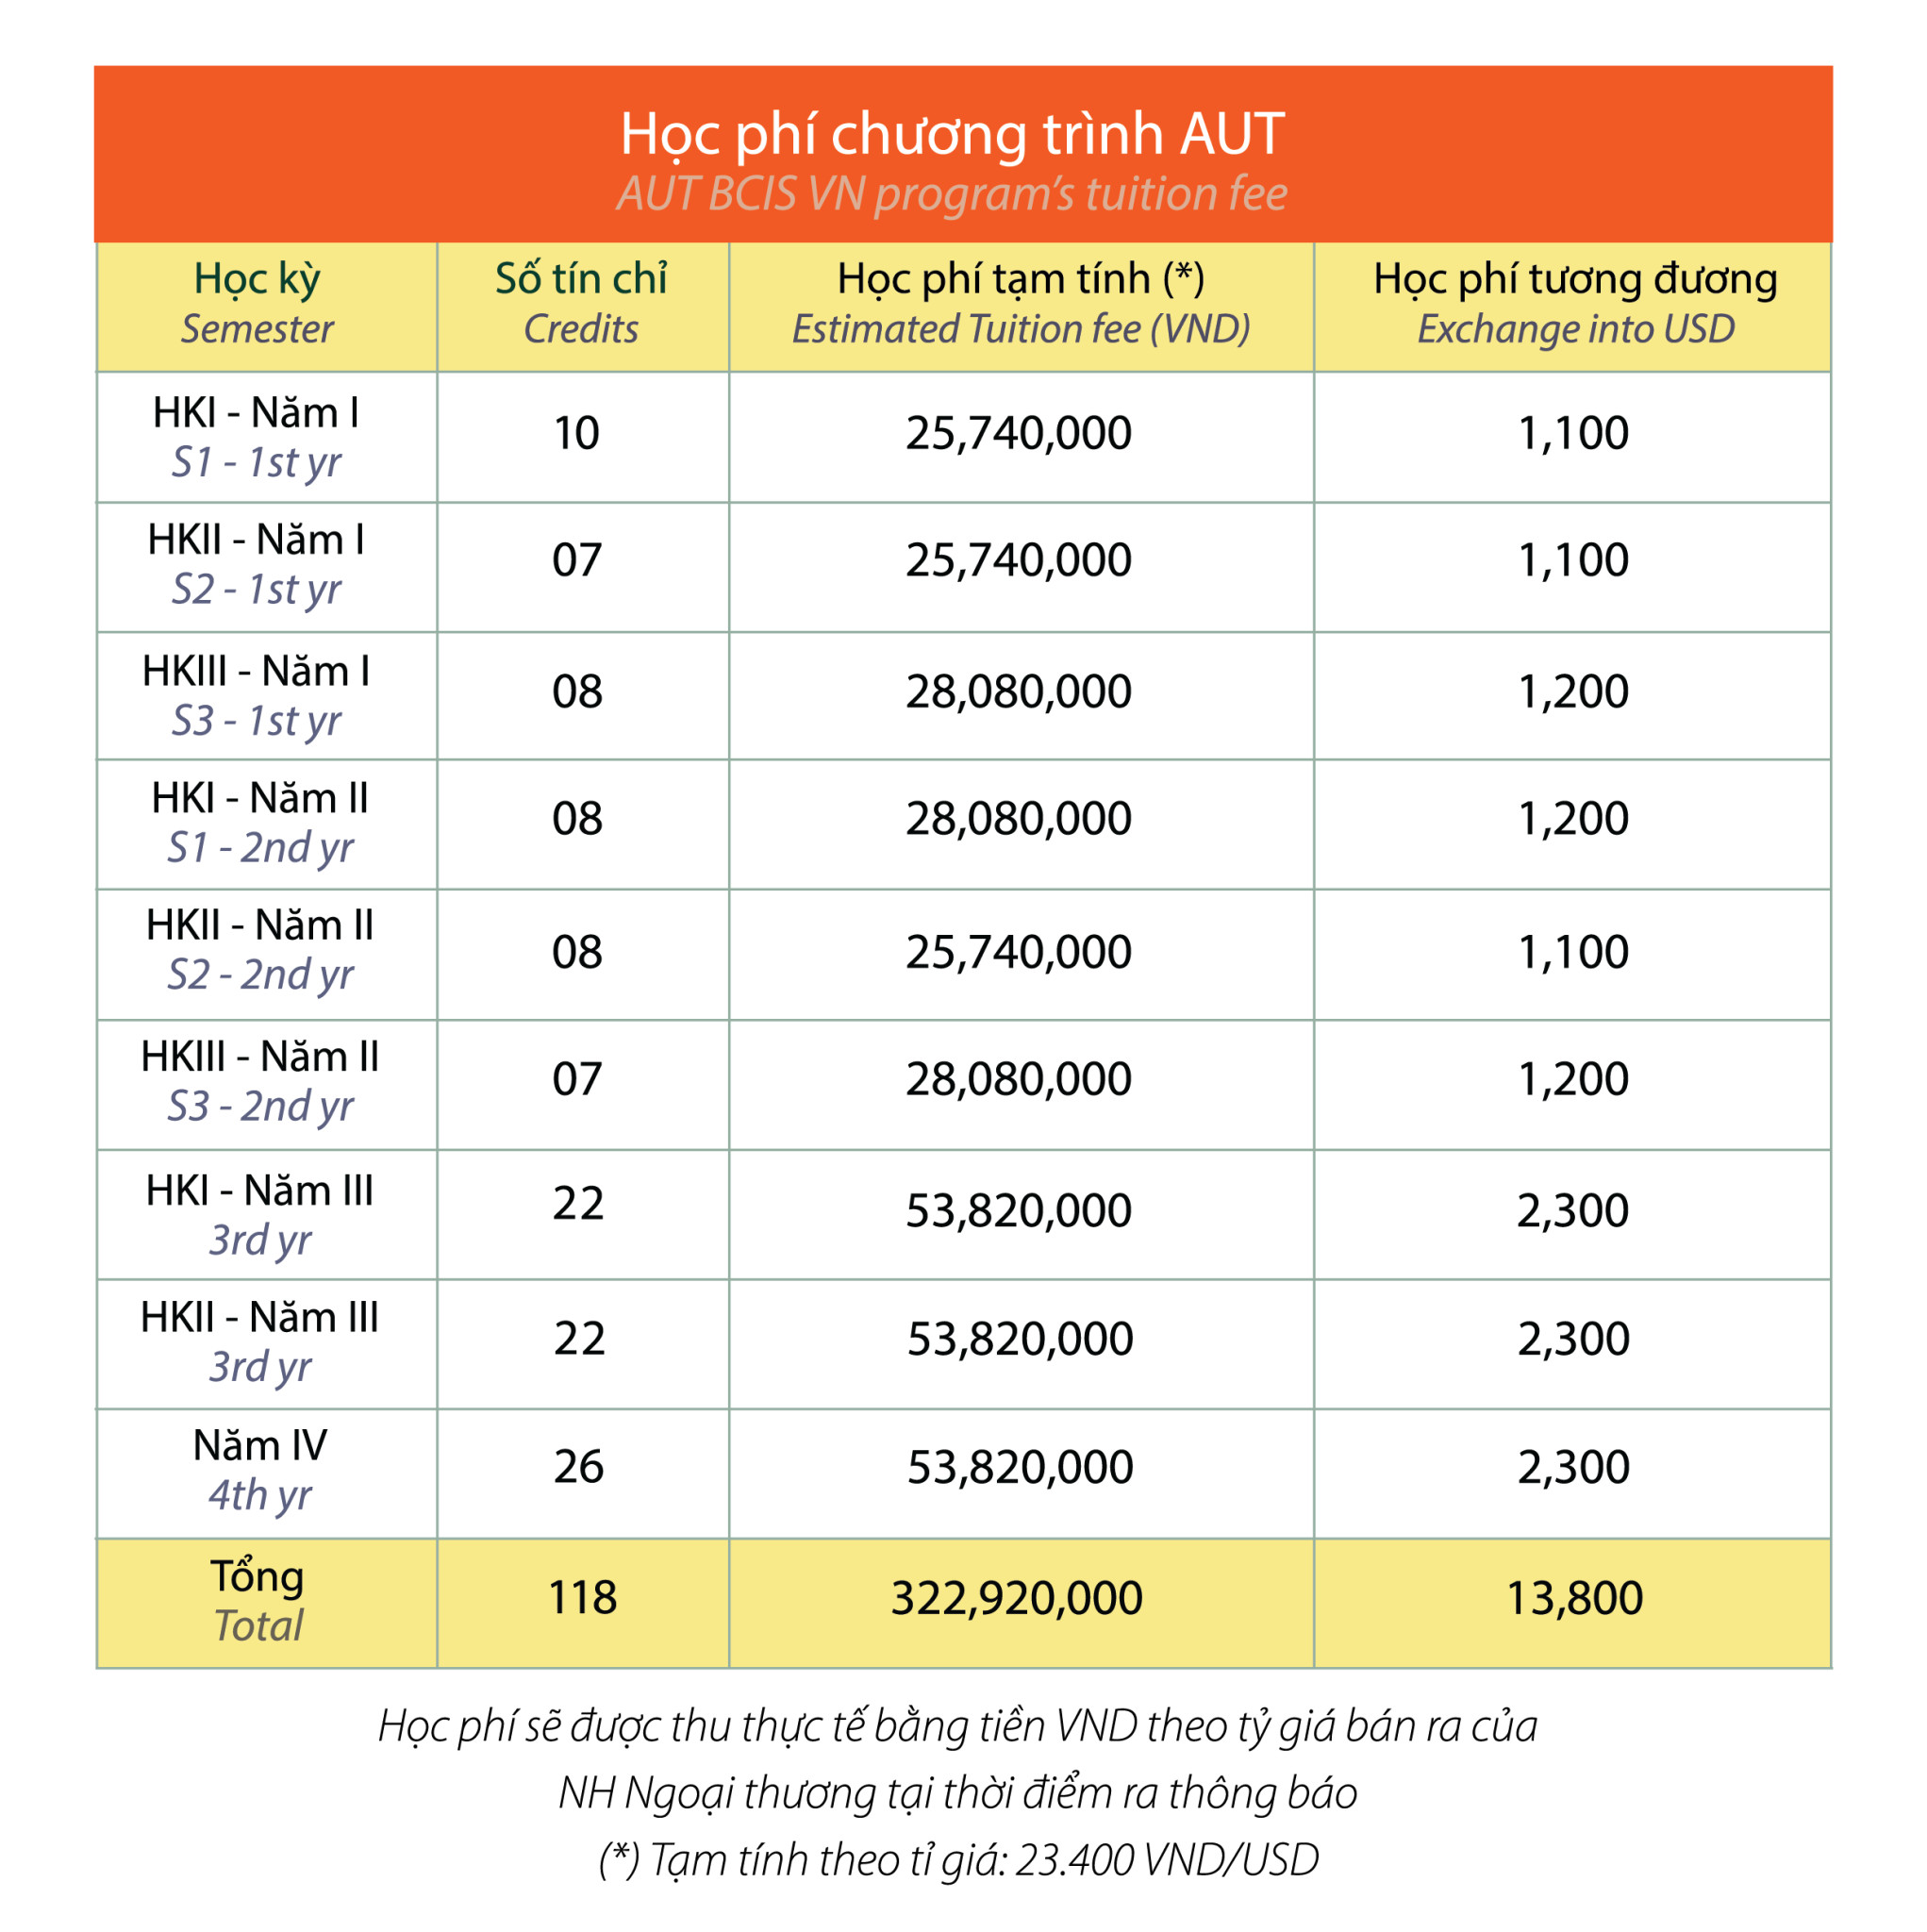 Học phí chương trình AUT
AUT BCIS VN program's tuition fee
Học kỳ Số tín chỉ Học phí tạm tính (*) Học phí tương đương
Semester Credits Estimated Tuition fee (VND) Exchange into USD
HKI - Năm I
S1 - 1st yr
10 25,740,000 1,100
HKII - Năm I
S2 - 1st yr
07 25,740,000 1,100
HKIII - Năm I
S3 - 1st yr
08 28,080,000 1,200
HKI - Năm II
S1 - 2nd yr
08 28,080,000 1,200
HKII - Năm II
S2 - 2nd yr
08 25,740,000 1,100
HKIII - Năm II
S3 - 2nd yr
07 28,080,000 1,200
HKI - Năm III
3rd yr
22 53,820,000 2,300
HKII - Năm III
3rd yr
22 53,820,000 2,300
Năm IV
4th yr
26 53,820,000 2,300
Tổng
Total
118 322,920,000 13,800
Học phí sẽ được thu thực tế bằng tiền VND theo tỷ giá bán ra của
NH Ngoại thương tại thời điểm ra thông báo
(*) Tạm tính theo tỉ giá: 23.400 VND/USD